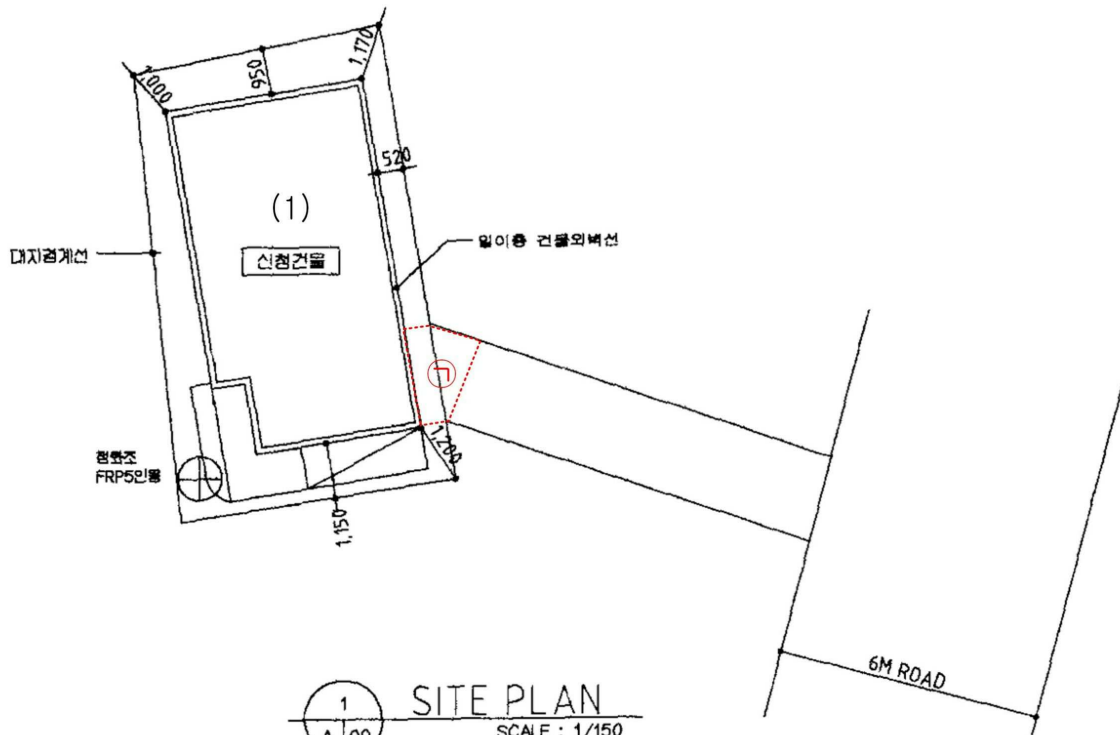 1,000
950
1,170
520
(1)
대지경계선
일이층 건물외벽선
신청건물
ㄱ
정화조
FRP5인용
1,200
1,150
6M ROAD
1
SITE PLAN
SCALE : 1/150